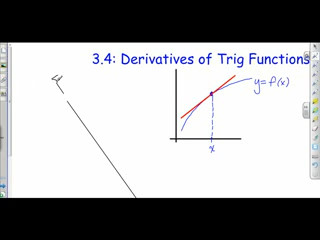 3.4: Derivatives of Trig Functions
y=f(x)
x